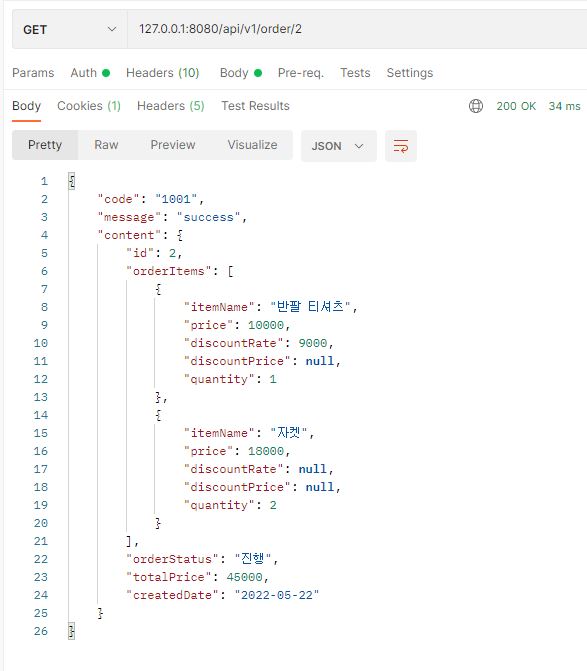 GET 127.0.0.1:8080/api/v1/order/2
Params Auth Headers (10) Body Pre-req. Tests Settings
Body Cookies (1) Headers (5) Test Results 200 OK 34 ms
Pretty Raw Preview Visualize JSON
1 {
2 "code": "1001",
3 "message": "success",
4 "content": {
5 "id": 2,
6 "orderItems": [
7 {
8 "itemName": "반팔 티셔츠",
9 "price": 10000,
10 "discountRate": 9000,
11 "discountPrice": null,
12 "quantity": 1
13 },
14 {
15 "itemName": "자켓",
16 "price": 18000,
17 "discountRate": null,
18 "discountPrice": null,
19 "quantity": 2
20 }
21 ],
22 "orderStatus": "진행",
23 "totalPrice": 45000,
24 "createdDate": "2022-05-22"
25 }
26 }